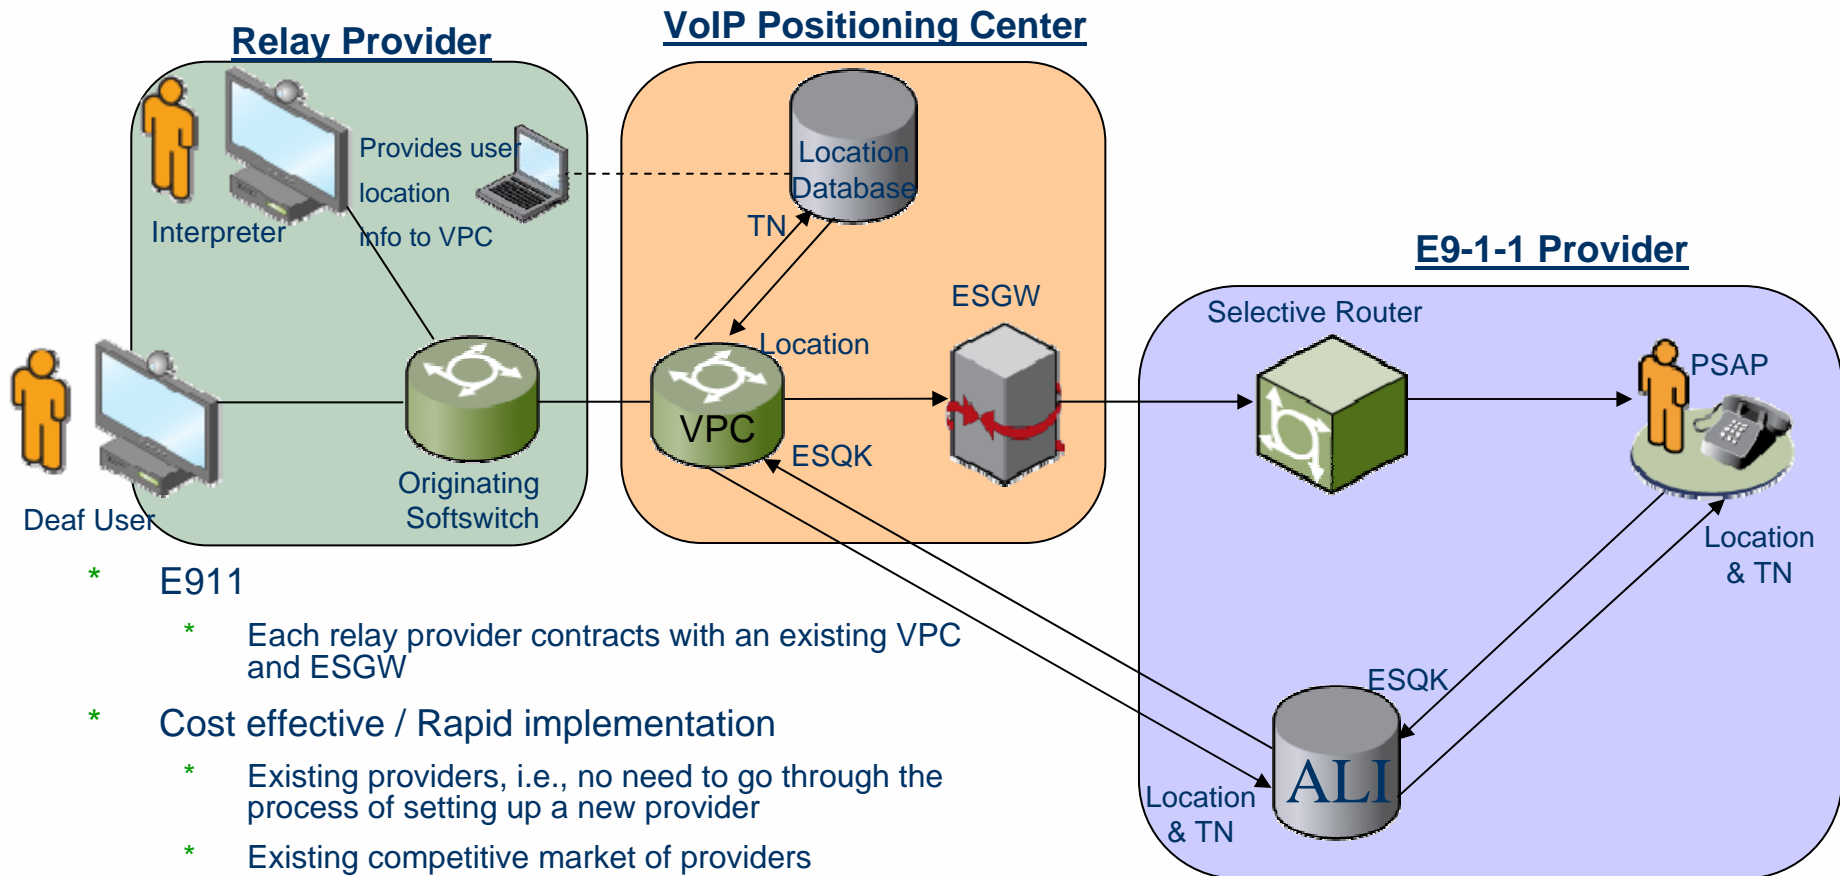 Relay Provider
VoIP Positioning Center
Provides user
location
info to VPC
Interpreter
Location
Database
TN
Location
ESGW
VPC
ESQK
Originating
Softswitch
Deaf User
E9-1-1 Provider
Selective Router
PSAP
Location
& TN
ESQK
ALI
Location
& TN
* E911
* Each relay provider contracts with an existing VPC
and ESGW
* Cost effective / Rapid implementation
* Existing providers, i.e., no need to go through the
process of setting up a new provider
* Existing competitive market of providers